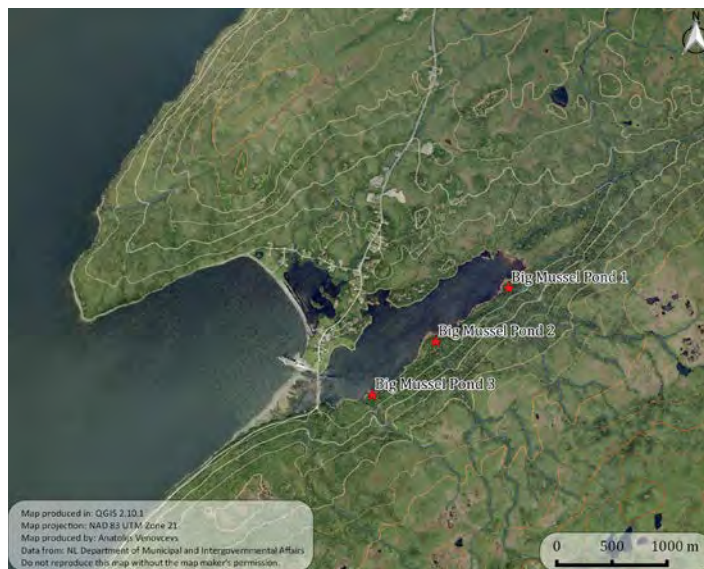 N
Big Mussel Pond 1
Big Mussel Pond 2
Big Mussel Pond 3
Map produced in: QGIS 2.10.1
Map projection: NAD 83 UTM Zone 21
Map produced by: Anatolijs Venovcevs
Data from: NL Department of Municipal and Intergovernmental Affairs
Do not reproduce this map without the map maker's permission.
0 500 1000 m